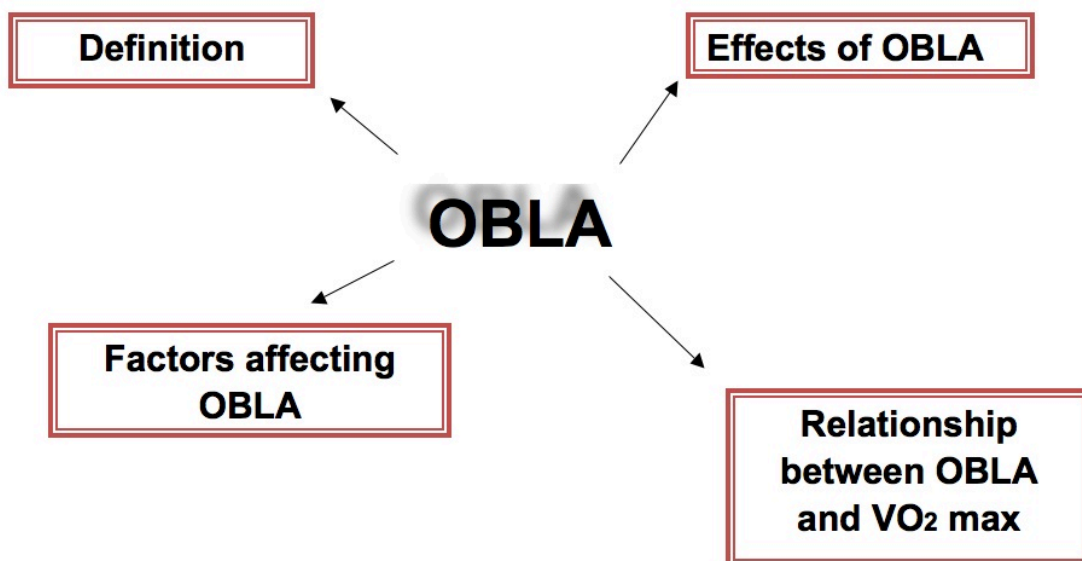 Definition
Effects of OBLA
OBLA
Factors affecting
OBLA
Relationship
between OBLA
and VO₂ max